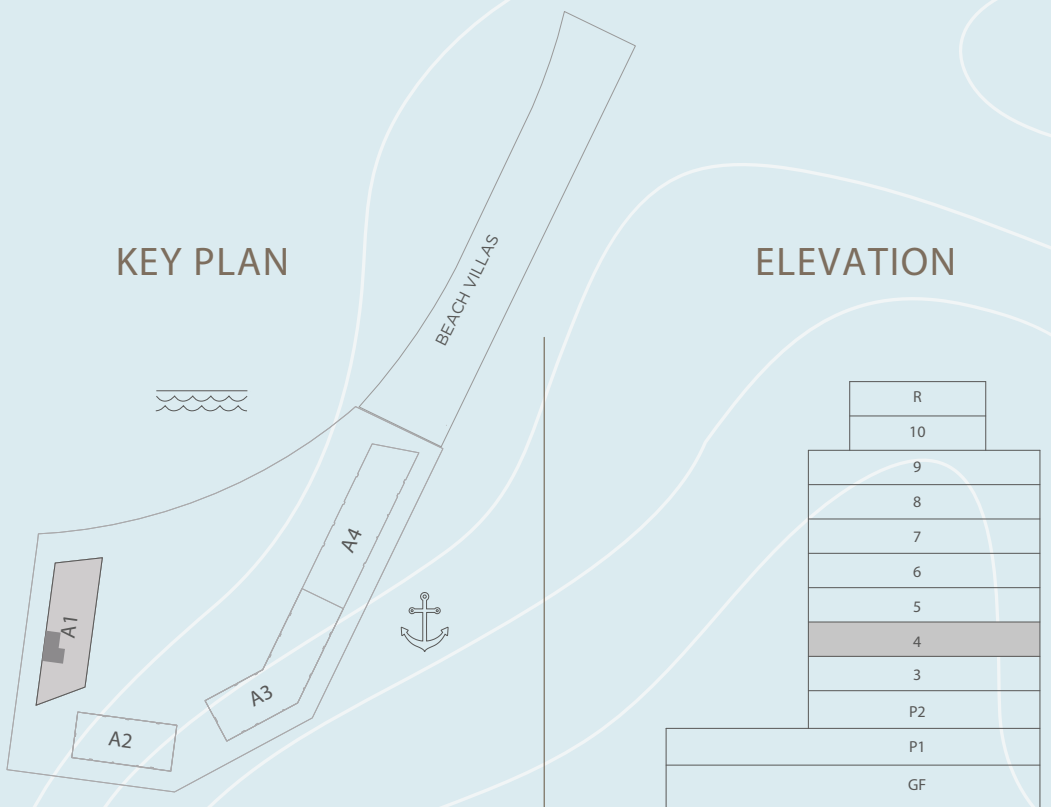 KEY PLAN
ELEVATION
BEACH VILLAS
A4
A1
A3
A2
R
10
9
8
7
6
5
4
3
P2
P1
GF